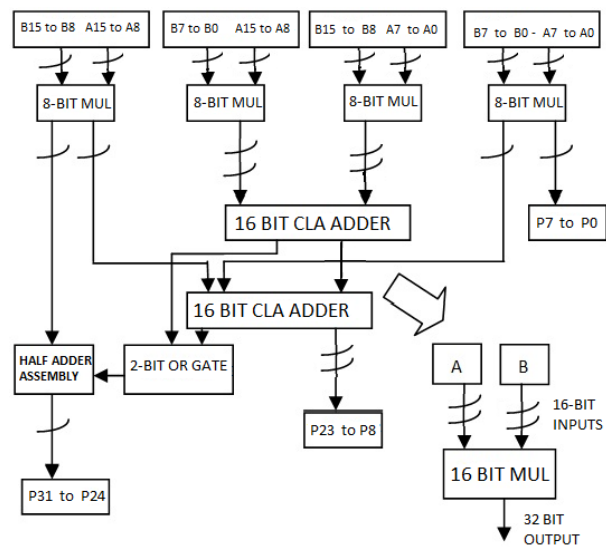 B15 to B8 A15 to A8
B7 to B0 A15 to A8
B15 to B8 A7 to A0
B7 to B0 - A7 to A0
8-BIT MUL
8-BIT MUL
8-BIT MUL
8-BIT MUL
16 BIT CLA ADDER
P7 to P0
16 BIT CLA ADDER
HALF ADDER
ASSEMBLY
2-BIT OR GATE
A
B
16-BIT
INPUTS
P23 to P8
16 BIT MUL
P31 to P24
32 BIT
OUTPUT